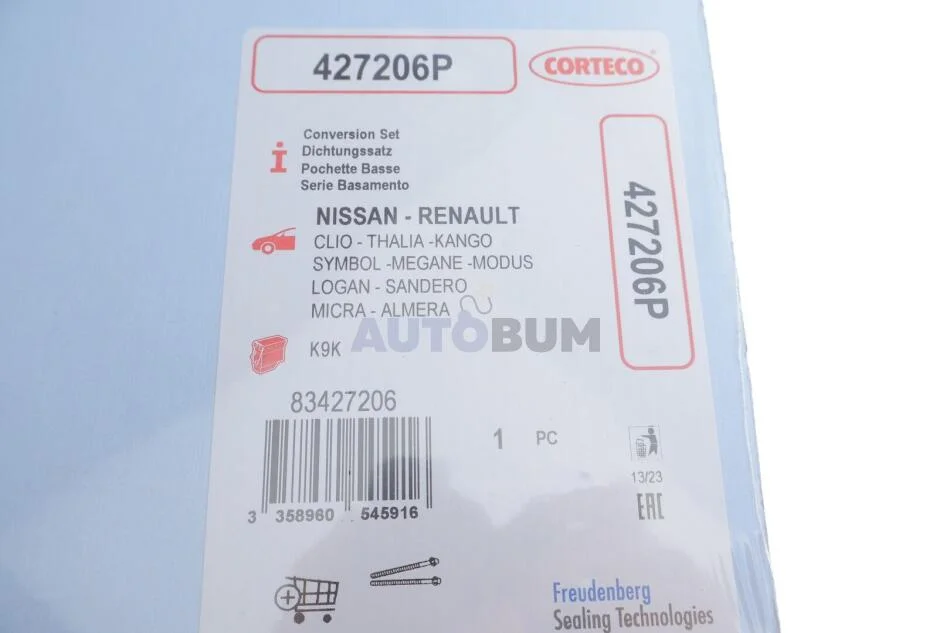 427206P
CORTECO
Conversion Set
Dichtungssatz
Pochette Basse
Serie Basamento
NISSAN - RENAULT
CLIO - THALIA -KANGO
SYMBOL -MEGANE -MODUS
LOGAN - SANDERO
MICRA - ALMERA
427206P
AUTOBUM
K9K
83427206
1 PC
3 358960 545916
13/23
EAC
Freudenberg
Sealing Technologies